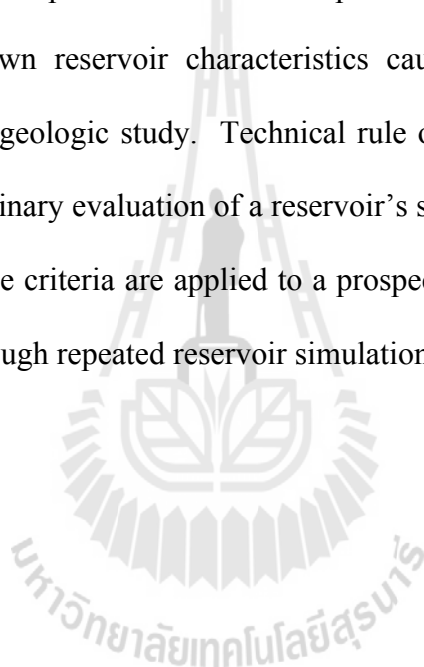 own reservoir characteristics cau
geologic study. Technical rule o
inary evaluation of a reservoir's s
e criteria are applied to a prospe
ugh repeated reservoir simulation
มหาวิทยาลัยเทคโนโลยีสุรนารี